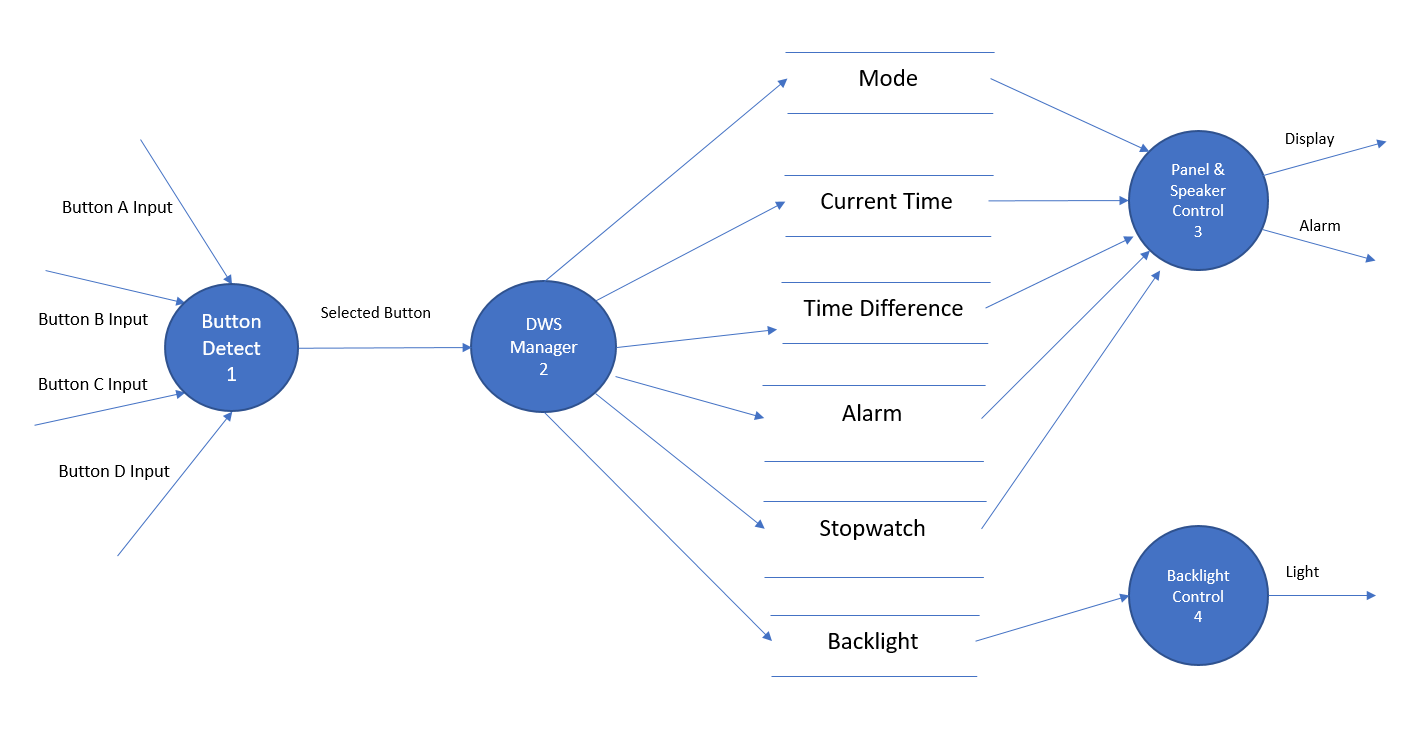 Button A Input
Button B Input
Button C Input
Button D Input
Button
Detect
1
Selected Button
DWS
Manager
2
Mode
Current Time
Time Difference
Alarm
Stopwatch
Backlight
Panel &
Speaker
Control
3
Display
Alarm
Backlight
Control
4
Light